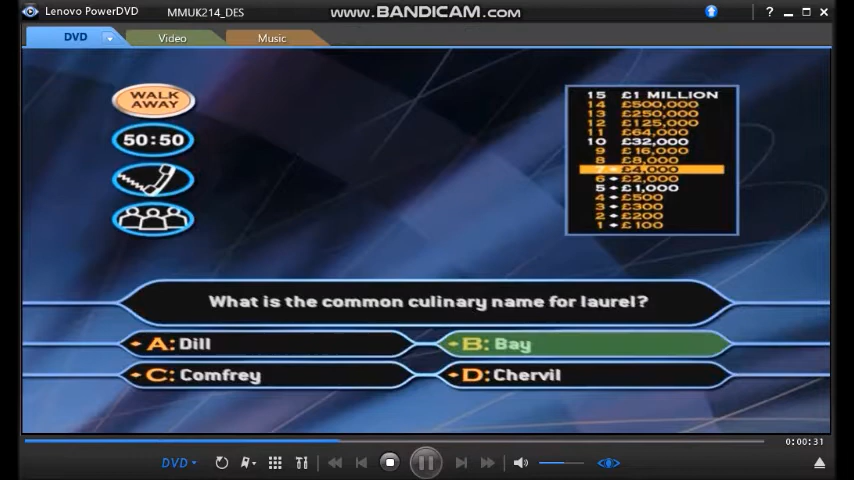 Lenovo PowerDVD
MMUK214_DES
www.BANDICAM.com
?
DVD
Video
Music
WALK AWAY
50:50
15 £1 MILLION
14 £500,000
13 £250,000
12 £125,000
11 £64,000
10 £32,000
9 £16,000
8 £8,000
7 £4,000
6 £2,000
5 £1,000
4 £500
3 £300
2 £200
1 £100
What is the common culinary name for laurel?
A: Dill
B: Bay
C: Comfrey
D: Chervil
0:00:31
DVD